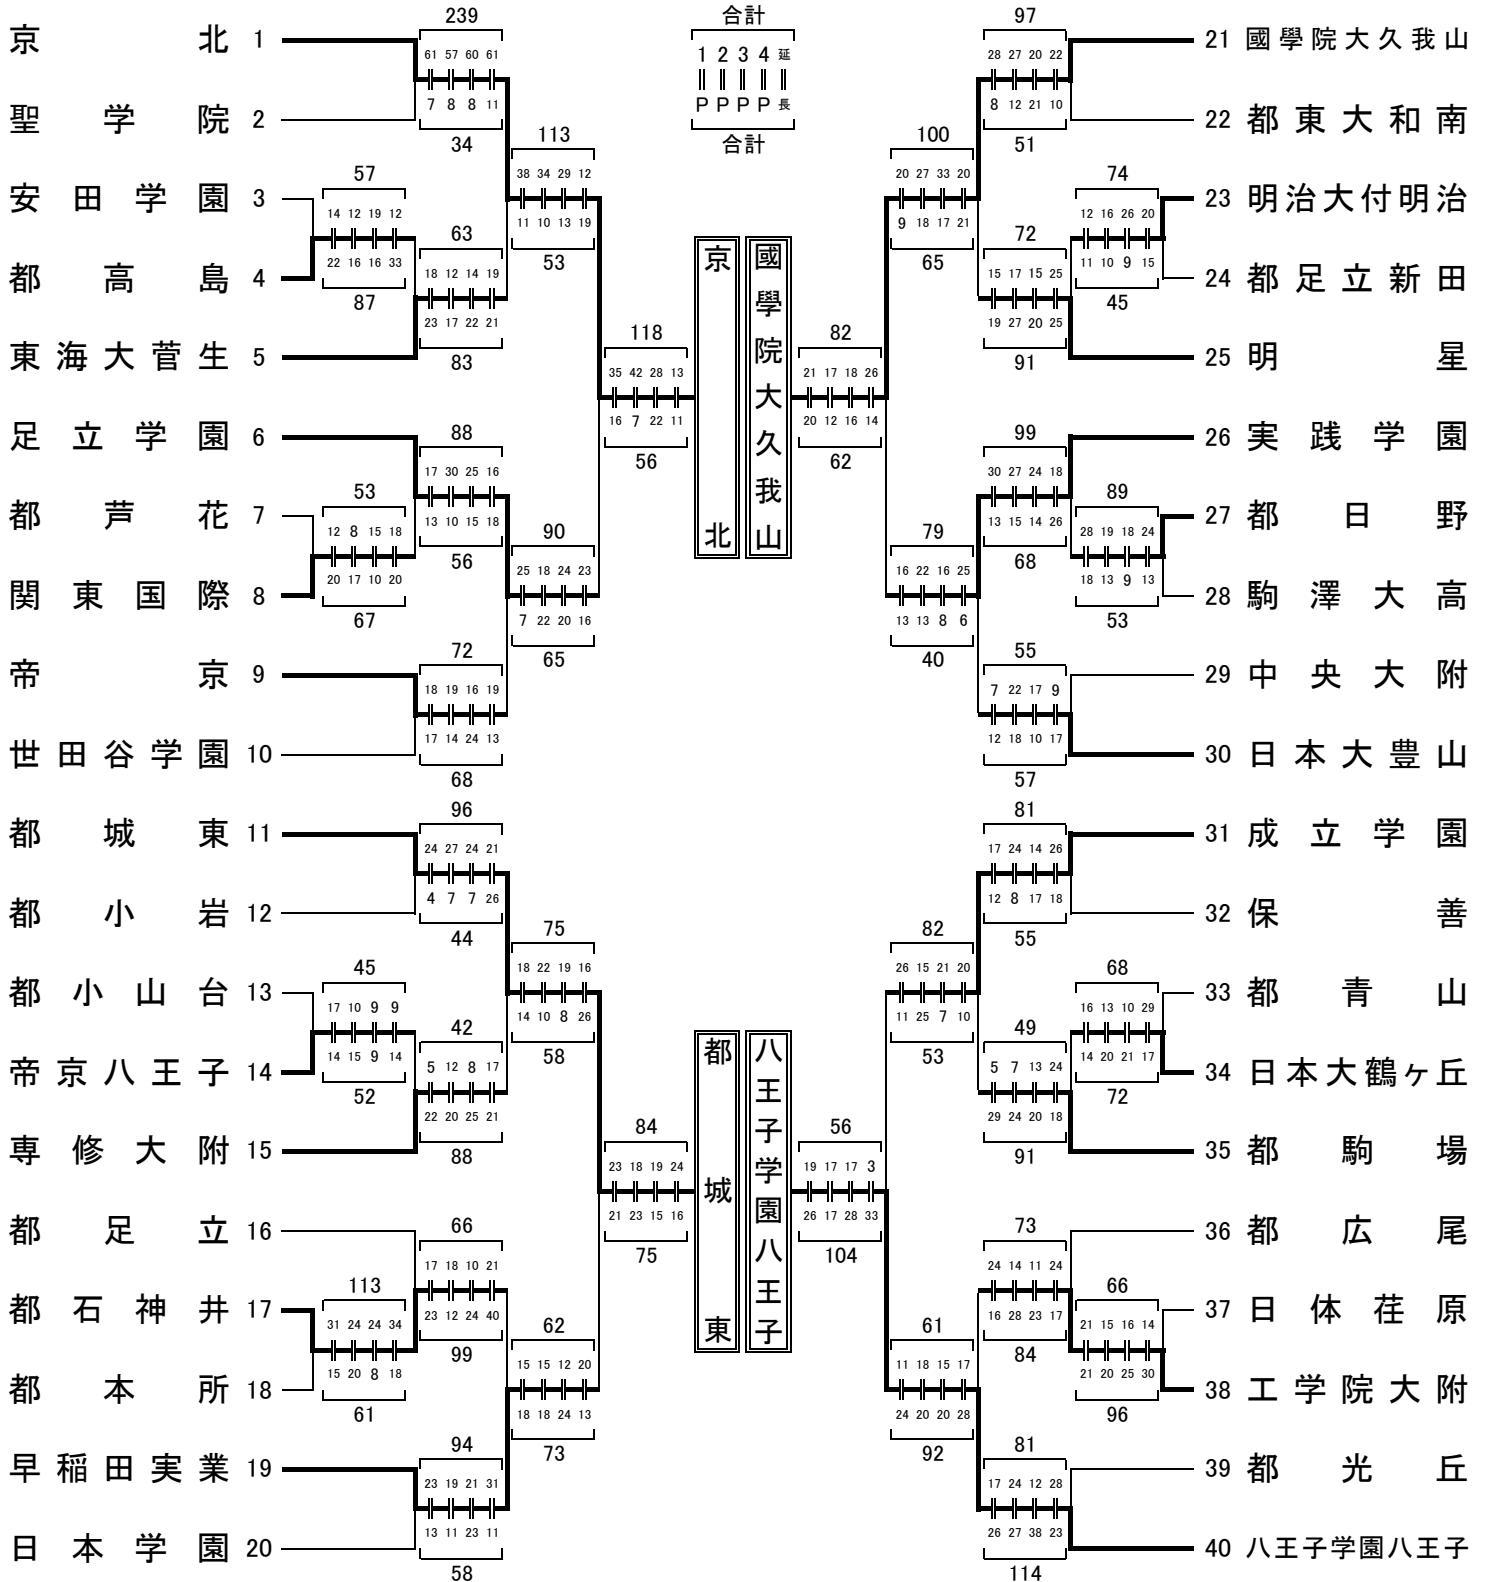 239
合計
97
京北 1
61 57 60 61
1 2 3 4 延
28 27 20 22
21 國學院大久我山
7 8 8 11
P P P P 長
8 12 21 10
聖学院 2
34
113
合計
100
51
22 都東大和南
安田学園 3
57
38 34 29 12
20 27 33 20
74
23 明治大付明治
14 12 19 12
11 10 13 19
9 18 17 21
12 16 26 20
63
53
65
72
都高島 4
22 16 16 33
18 12 14 19
15 17 15 25
11 10 9 15
24 都足立新田
87
23 17 22 21
19 27 20 25
45
東海大菅生 5
83
118
82
91
25 明星
35 42 28 13
21 17 18 26
16 7 22 11
20 12 16 14
京北
國學院大久我山
足立学園 6
88
56
62
99
26 実践学園
17 30 25 16
30 27 24 18
都芦花 7
53
13 10 15 18
13 15 14 26
89
27 都日野
12 8 15 18
56
90
79
68
28 19 18 24
20 17 10 20
25 18 24 23
16 22 16 25
18 13 9 13
関東国際 8
67
7 22 20 16
13 13 8 6
53
28 駒澤大高
72
65
40
55
帝京 9
18 19 16 19
7 22 17 9
29 中央大附
17 14 24 13
12 18 10 17
世田谷学園 10
68
57
30 日本大豊山
96
81
都城東 11
24 27 24 21
17 24 14 26
31 成立学園
4 7 7 26
12 8 17 18
都小岩 12
44
75
82
55
32 保善
都小山台 13
45
18 22 19 16
26 15 21 20
68
33 都青山
17 10 9 9
14 10 8 26
11 25 7 10
16 13 10 29
42
58
53
49
帝京八王子 14
14 15 9 14
5 12 8 17
5 7 13 24
14 20 21 17
34 日本大鶴ヶ丘
52
22 20 25 21
29 24 20 18
72
専修大附 15
88
84
56
91
35 都駒場
23 18 19 24
19 17 17 3
21 23 15 16
26 17 28 33
都城東
八王子学園八王子
都足立 16
66
75
104
73
36 都広尾
17 18 10 21
24 14 11 24
都石神井 17
113
23 12 24 40
16 28 23 17
66
37 日体荏原
31 24 24 34
99
62
61
84
21 15 16 14
15 20 8 18
15 15 12 20
11 18 15 17
21 20 25 30
都本所 18
61
18 18 24 13
24 20 20 28
96
38 工学院大附
94
73
92
81
早稲田実業 19
23 19 21 31
17 24 12 28
39 都光丘
13 11 23 11
26 27 38 23
日本学園 20
58
114
40 八王子学園八王子